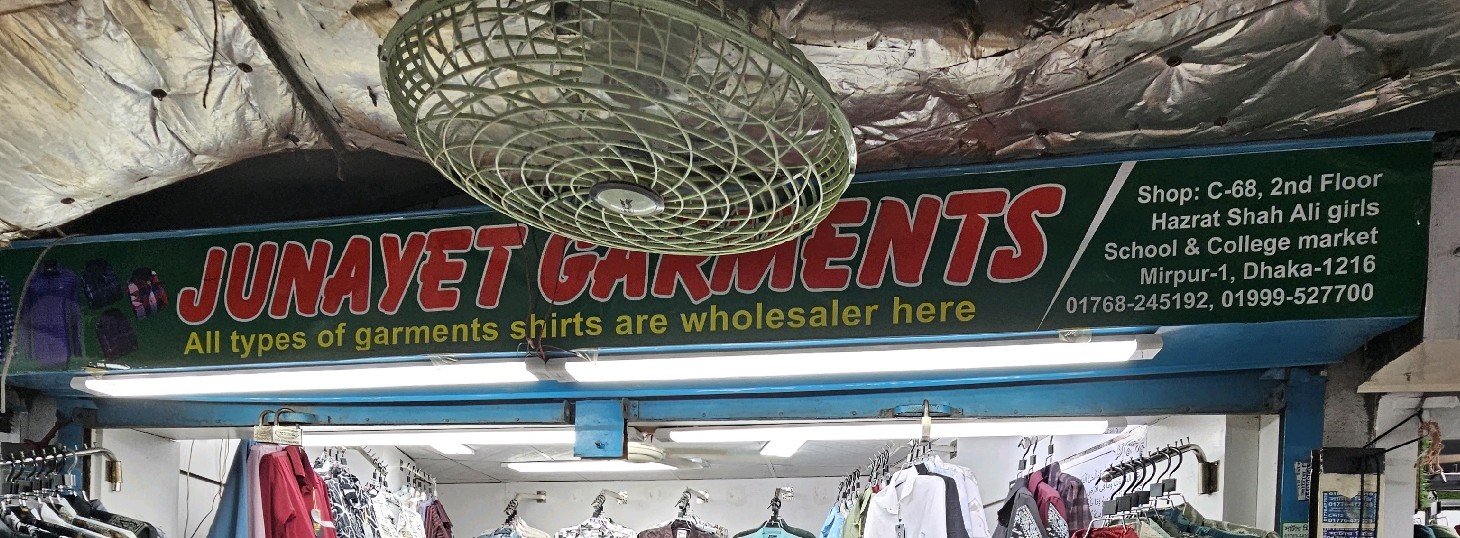 JUNAYET GARMENTS
All types of garments shirts are wholesaler here
Shop: C-68, 2nd Floor
Hazrat Shah Ali girls
School & College market
Mirpur-1, Dhaka-1216
01768-245192, 01999-527700